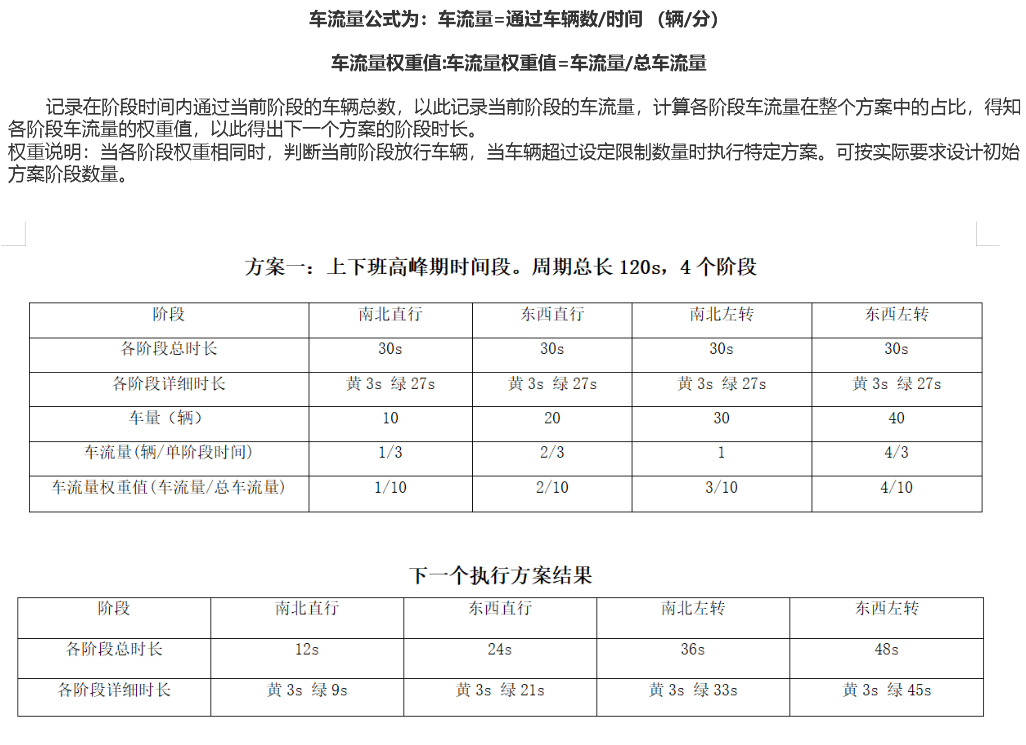 车流量公式为：车流量=通过车辆数/时间 （辆/分）
车流量权重值:车流量权重值=车流量/总车流量
记录在阶段时间内通过当前阶段的车辆总数，以此记录当前阶段的车流量，计算各阶段车流量在整个方案中的占比，得知
各阶段车流量的权重值，以此得出下一个方案的阶段时长。
权重说明：当各阶段权重相同时，判断当前阶段放行车辆，当车辆超过设定限制数量时执行特定方案。可按实际要求设计初始
方案阶段数量。
方案一：上下班高峰期时间段。周期总长 120s，4 个阶段
阶段 南北直行 东西直行 南北左转 东西左转
各阶段总时长 30s 30s 30s 30s
各阶段详细时长 黄 3s 绿 27s 黄 3s 绿 27s 黄 3s 绿 27s 黄 3s 绿 27s
车量（辆） 10 20 30 40
车流量(辆/单阶段时间) 1/3 2/3 1 4/3
车流量权重值(车流量/总车流量) 1/10 2/10 3/10 4/10
下一个执行方案结果
阶段 南北直行 东西直行 南北左转 东西左转
各阶段总时长 12s 24s 36s 48s
各阶段详细时长 黄 3s 绿 9s 黄 3s 绿 21s 黄 3s 绿 33s 黄 3s 绿 45s